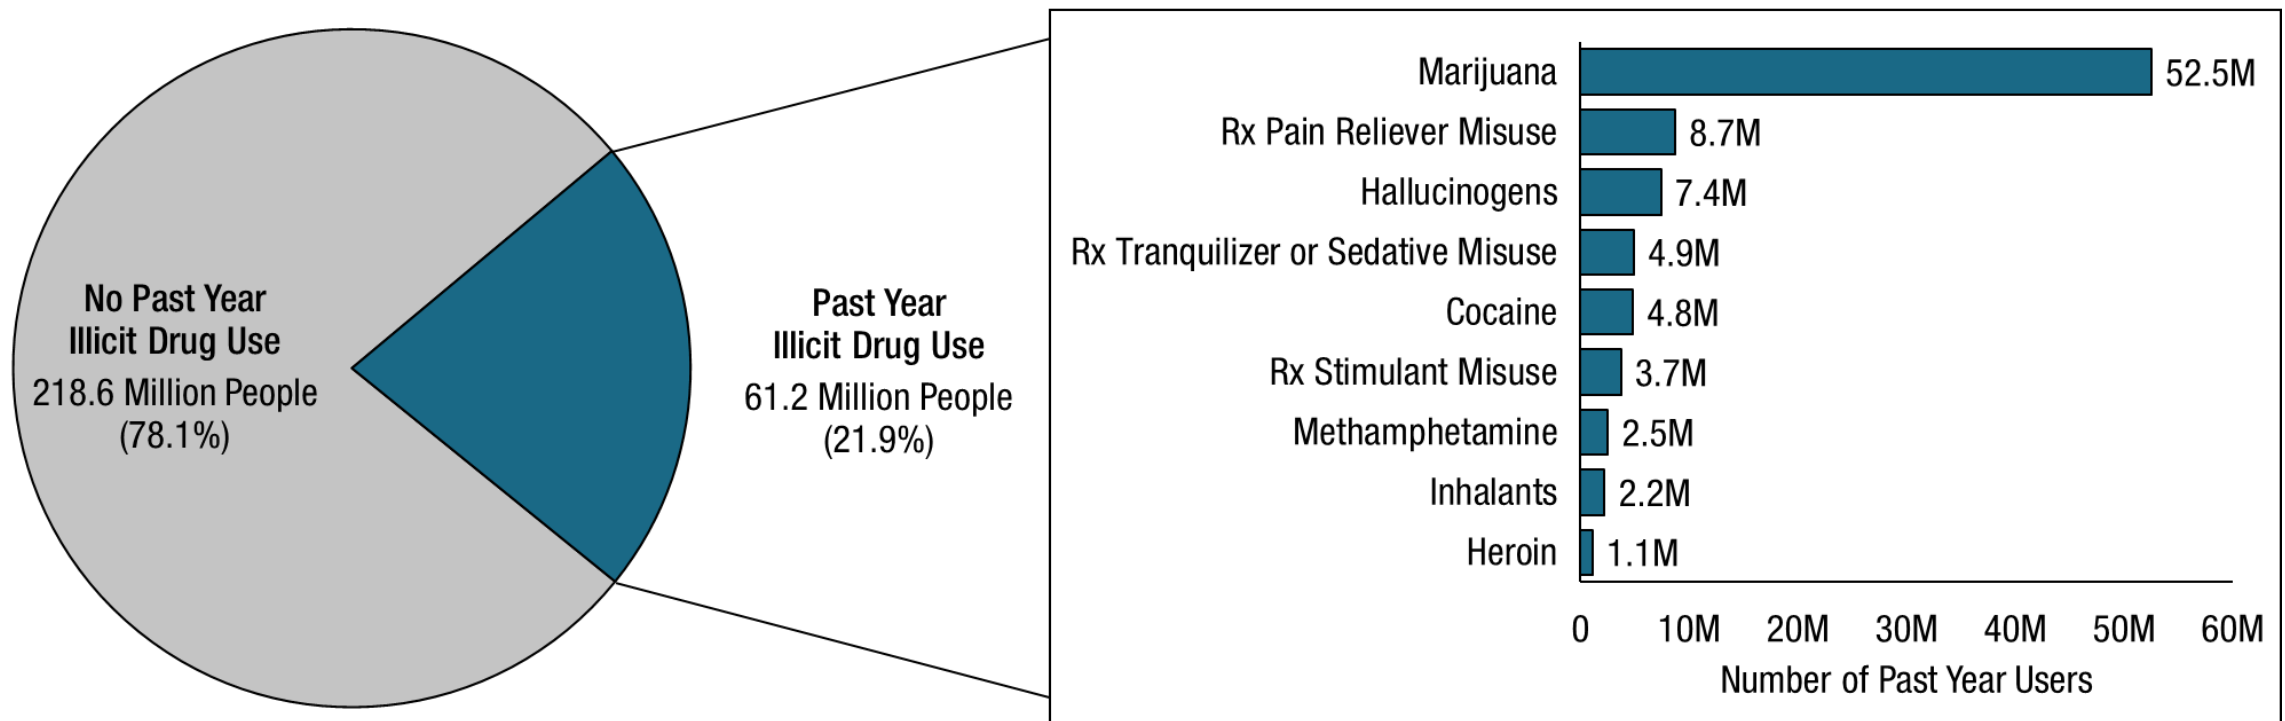 No Past Year
Illicit Drug Use
218.6 Million People
(78.1%)
Past Year
Illicit Drug Use
61.2 Million People
(21.9%)
Marijuana 52.5M
Rx Pain Reliever Misuse 8.7M
Hallucinogens 7.4M
Rx Tranquilizer or Sedative Misuse 4.9M
Cocaine 4.8M
Rx Stimulant Misuse 3.7M
Methamphetamine 2.5M
Inhalants 2.2M
Heroin 1.1M
0 10M 20M 30M 40M 50M 60M
Number of Past Year Users